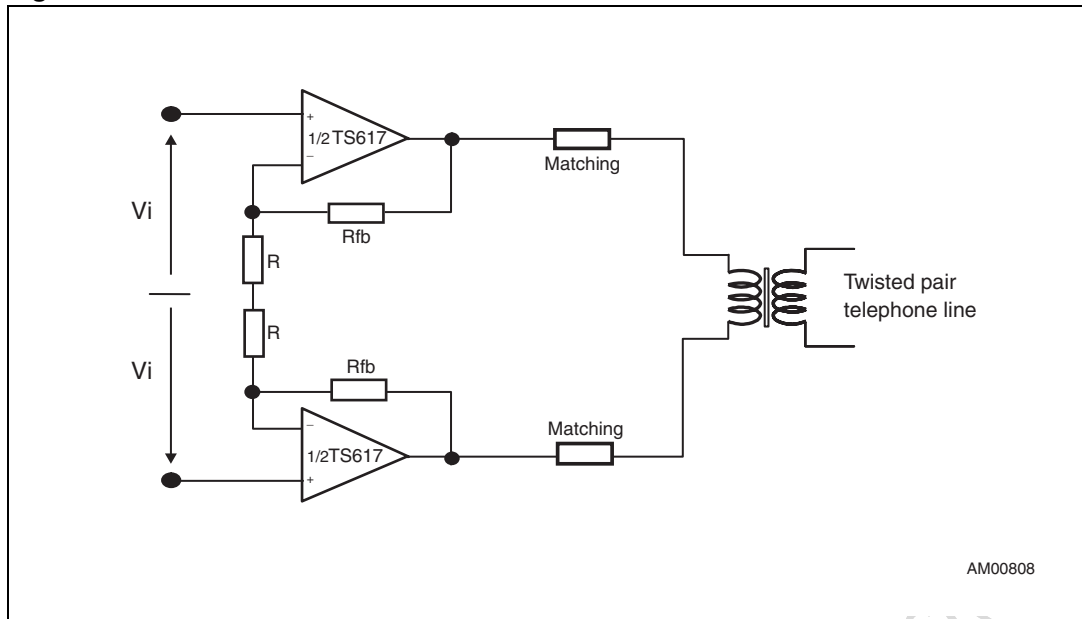 +
1/2TS617
–
Matching
Vi
Rfb
R
Twisted pair
telephone line
R
Vi
Rfb
–
1/2TS617
+
Matching
AM00808